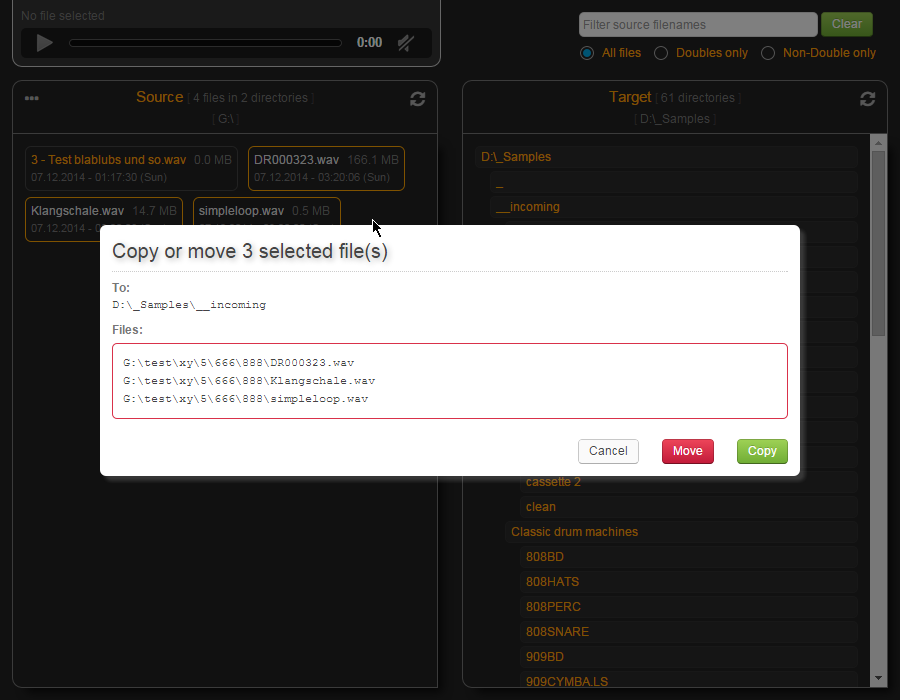 No file selected
0:00
Filter source filenames
Clear
All files
Doubles only
Non-Double only
Source [ 4 files in 2 directories ]
[ G:\ ]
3 - Test blablubs und so.wav 0.0 MB
07.12.2014 - 01:17:30 (Sun)
DR000323.wav 166.1 MB
07.12.2014 - 03:20:06 (Sun)
Klangschale.wav 14.7 MB
07.12.2014 -
simpleloop.wav 0.5 MB
Target [ 61 directories ]
[ D:\_Samples ]
D:\_Samples
_
__incoming
Copy or move 3 selected file(s)
To:
D:\_Samples\__incoming
Files:
G:\test\xy\5\666\888\DR000323.wav
G:\test\xy\5\666\888\Klangschale.wav
G:\test\xy\5\666\888\simpleloop.wav
Cancel
Move
Copy
cassette 2
clean
Classic drum machines
808BD
808HATS
808PERC
808SNARE
909BD
909CYMBALS